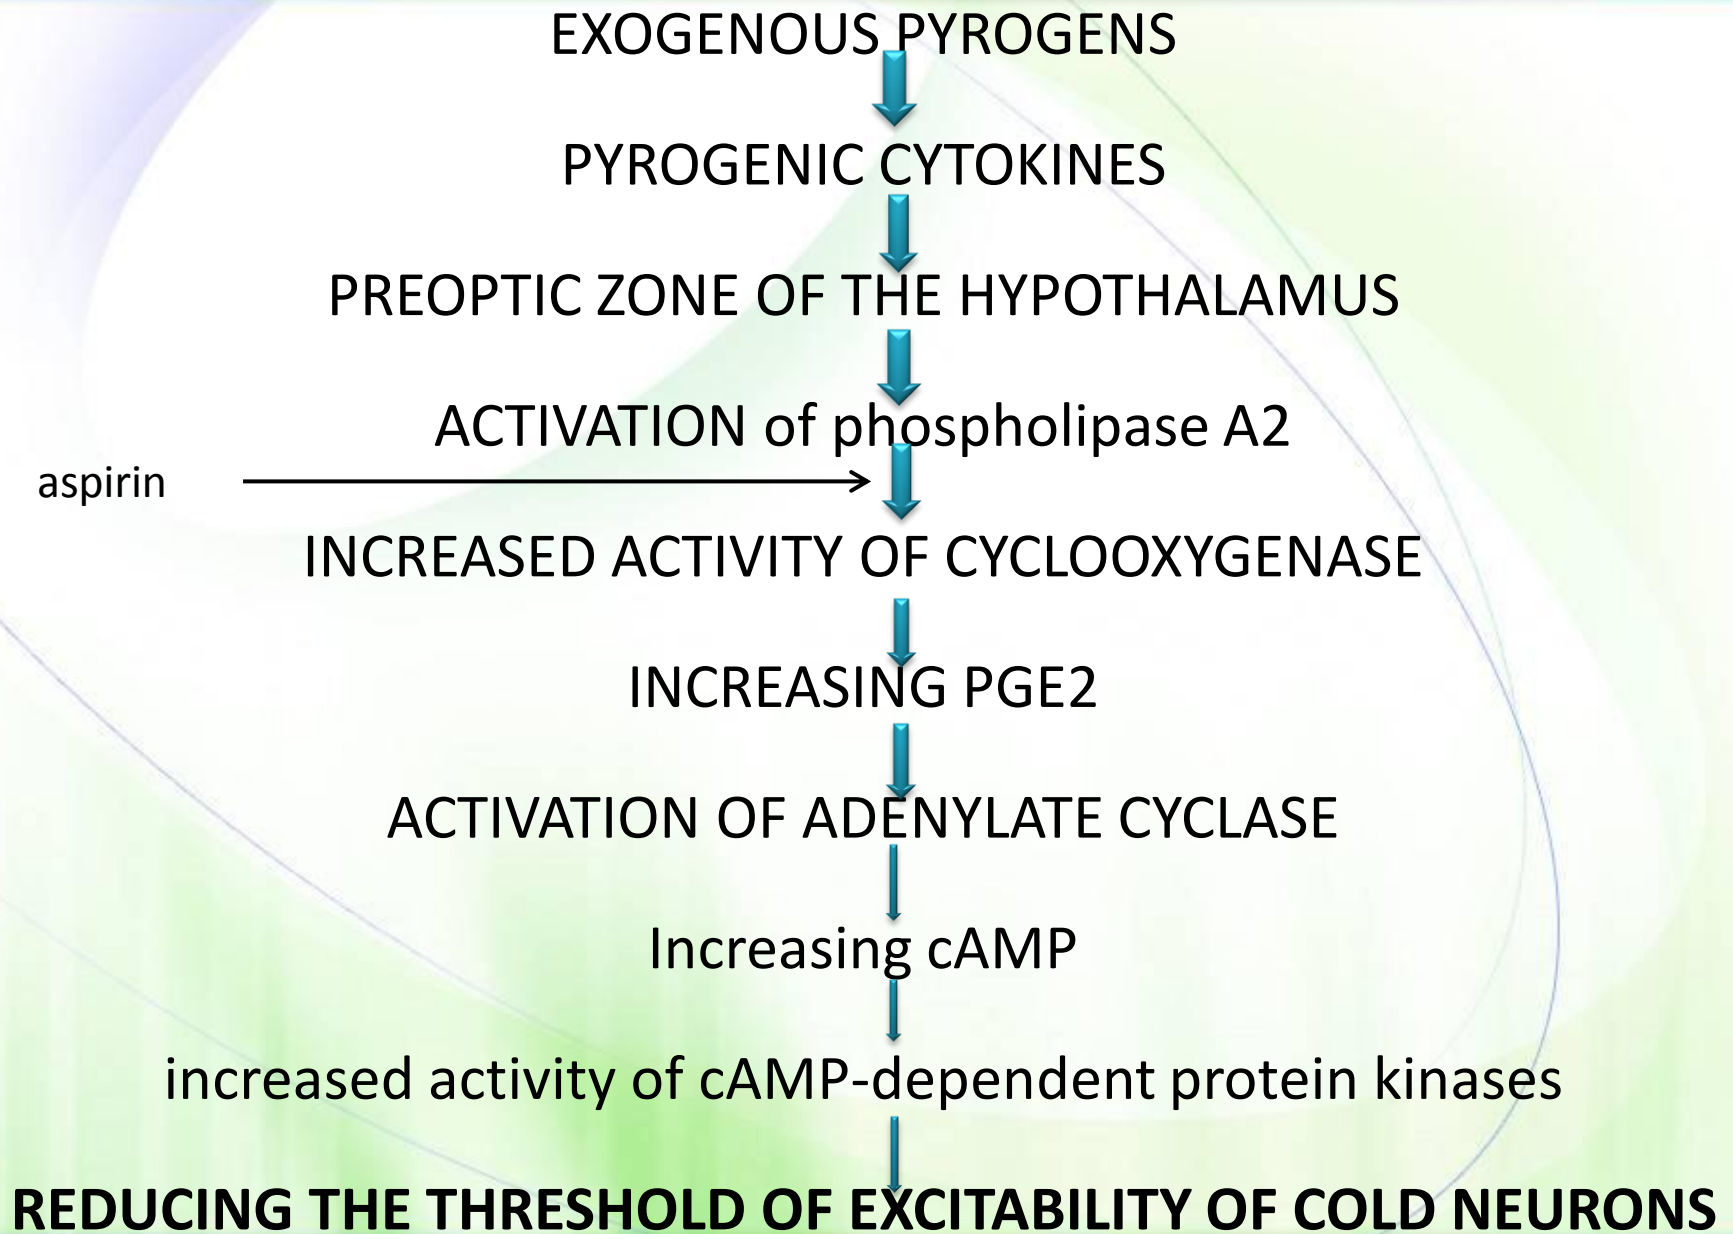 EXOGENOUS PYROGENS
PYROGENIC CYTOKINES
PREOPTIC ZONE OF THE HYPOTHALAMUS
ACTIVATION of phospholipase A2
aspirin
INCREASED ACTIVITY OF CYCLOOXYGENASE
INCREASING PGE2
ACTIVATION OF ADENYLATE CYCLASE
Increasing cAMP
increased activity of cAMP-dependent protein kinases
REDUCING THE THRESHOLD OF EXCITABILITY OF COLD NEURONS